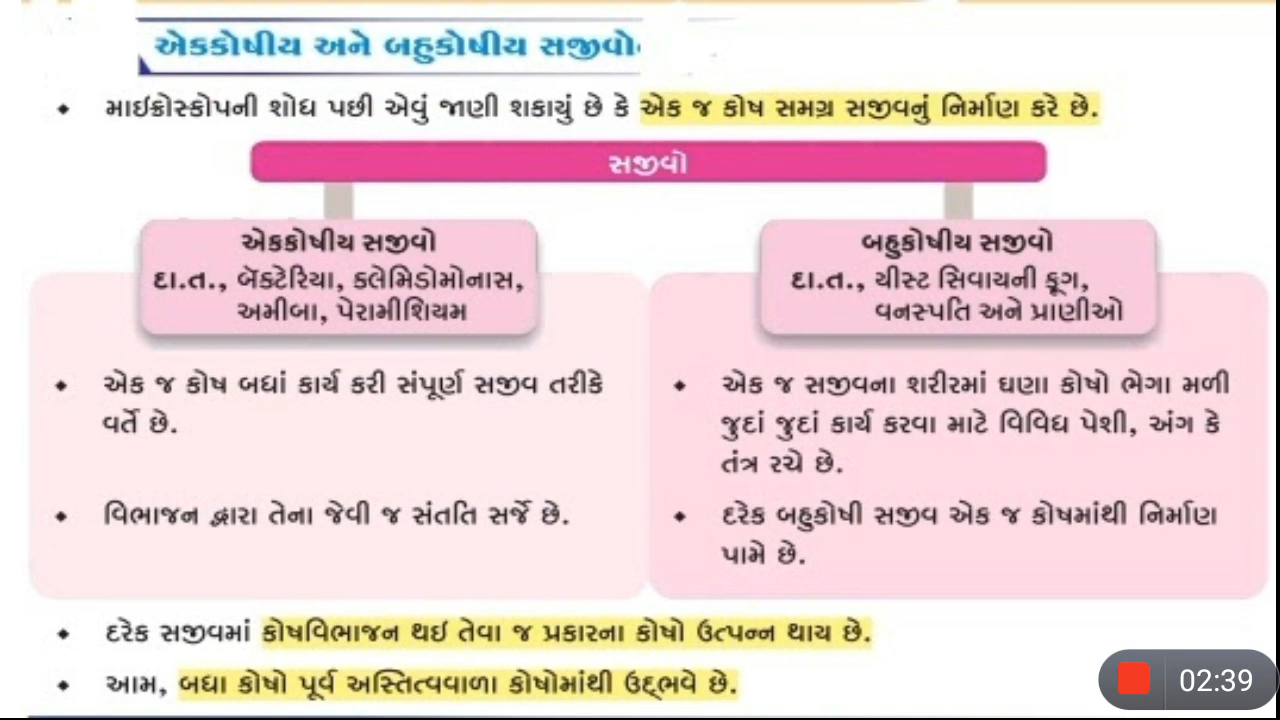 એકકોષીય અને બહુકોષીય સજીવો
◆ માઈક્રોસ્કોપની શોધ પછી એવું જાણી શકાયું છે કે એક જ કોષ સમગ્ર સજીવનું નિર્માણ કરે છે.
સજીવો
એકકોષીય સજીવો
દા.ત., બૅક્ટેરિયા, ક્લેમિડોમોનાસ,
અમીબા, પેરામીશિયમ
◆ એક જ કોષ બધાં કાર્ય કરી સંપૂર્ણ સજીવ તરીકે
વર્તે છે.
◆ વિભાજન દ્વારા તેના જેવી જ સંતતિ સર્જે છે.
બહુકોષીય સજીવો
દા.ત., યીસ્ટ સિવાયની ફૂગ,
વનસ્પતિ અને પ્રાણીઓ
◆ એક જ સજીવના શરીરમાં ઘણા કોષો ભેગા મળી
જુદાં જુદાં કાર્ય કરવા માટે વિવિધ પેશી, અંગ કે
તંત્ર રચે છે.
◆ દરેક બહુકોષી સજીવ એક જ કોષમાંથી નિર્માણ
પામે છે.
◆ દરેક સજીવમાં કોષવિભાજન થઈ તેવા જ પ્રકારના કોષો ઉત્પન્ન થાય છે.
◆ આમ, બધા કોષો પૂર્વ અસ્તિત્વવાળા કોષોમાંથી ઉદ્‌ભવે છે.
02:39